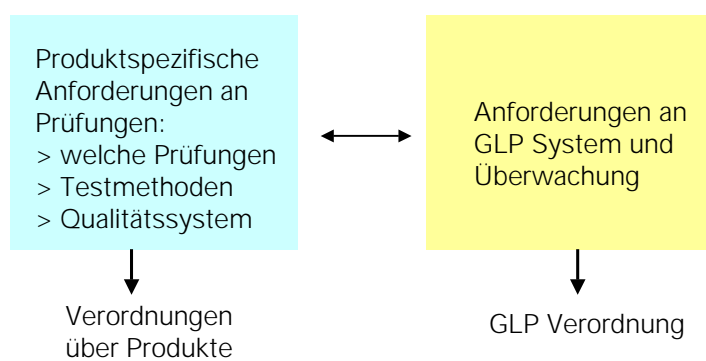 Produktspezifische
Anforderungen an
Prüfungen:
> welche Prüfungen
> Testmethoden
> Qualitätssystem
Anforderungen an
GLP System und
Überwachung
Verordnungen
über Produkte
GLP Verordnung